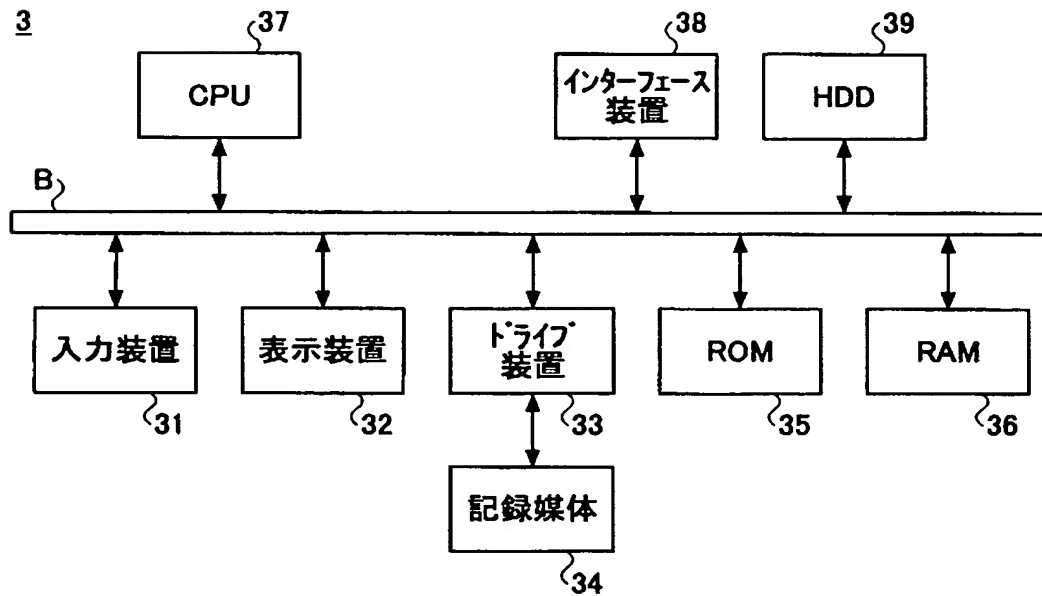 3
37
CPU
38
インターフェース
装置
39
HDD
B
入力装置
31
表示装置
32
ドライブ
装置
33
ROM
35
RAM
36
記録媒体
34